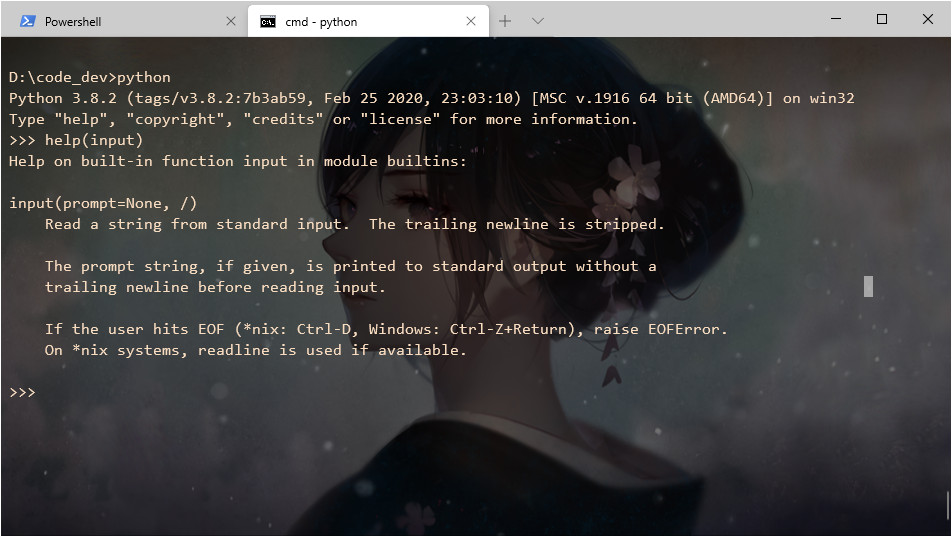 Powershell
cmd - python
D:\code_dev>python
Python 3.8.2 (tags/v3.8.2:7b3ab59, Feb 25 2020, 23:03:10) [MSC v.1916 64 bit (AMD64)] on win32
Type "help", "copyright", "credits" or "license" for more information.
>>> help(input)
Help on built-in function input in module builtins:
input(prompt=None, /)
    Read a string from standard input.  The trailing newline is stripped.
    The prompt string, if given, is printed to standard output without a
    trailing newline before reading input.
    If the user hits EOF (*nix: Ctrl-D, Windows: Ctrl-Z+Return), raise EOFError.
    On *nix systems, readline is used if available.
>>>